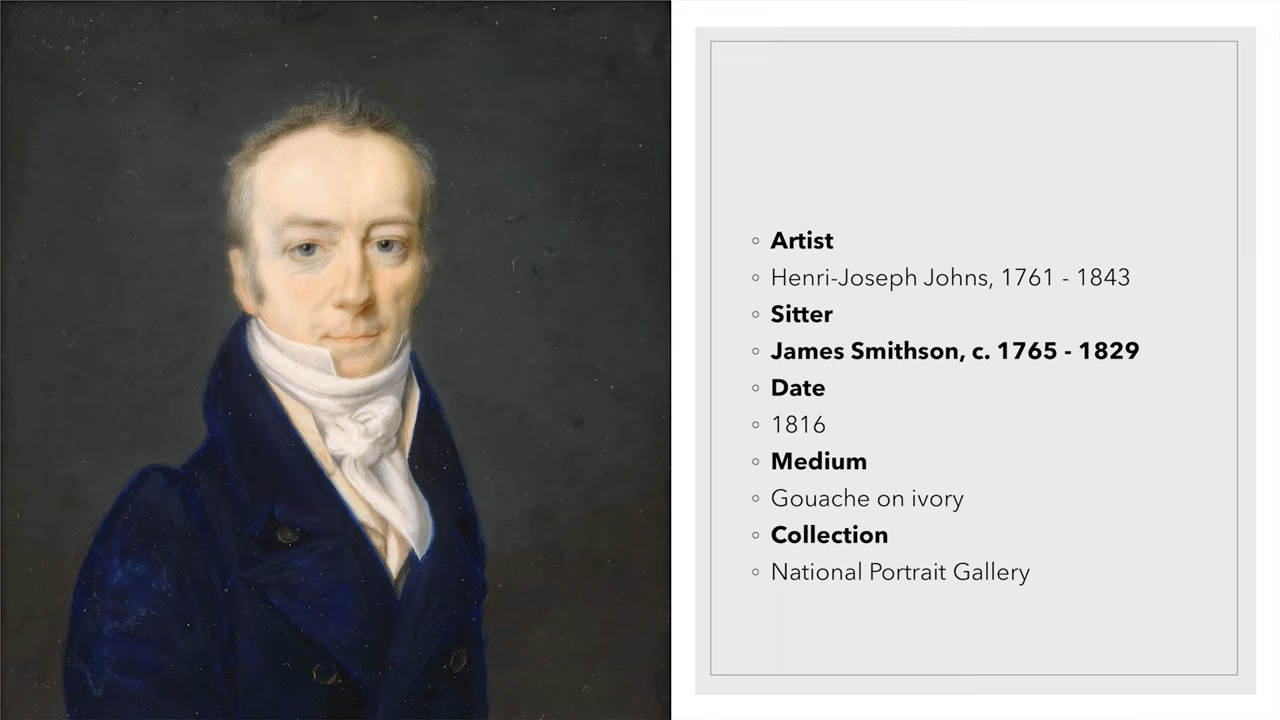 Artist
Henri-Joseph Johns, 1761 - 1843
Sitter
James Smithson, c. 1765 - 1829
Date
1816
Medium
Gouache on ivory
Collection
National Portrait Gallery